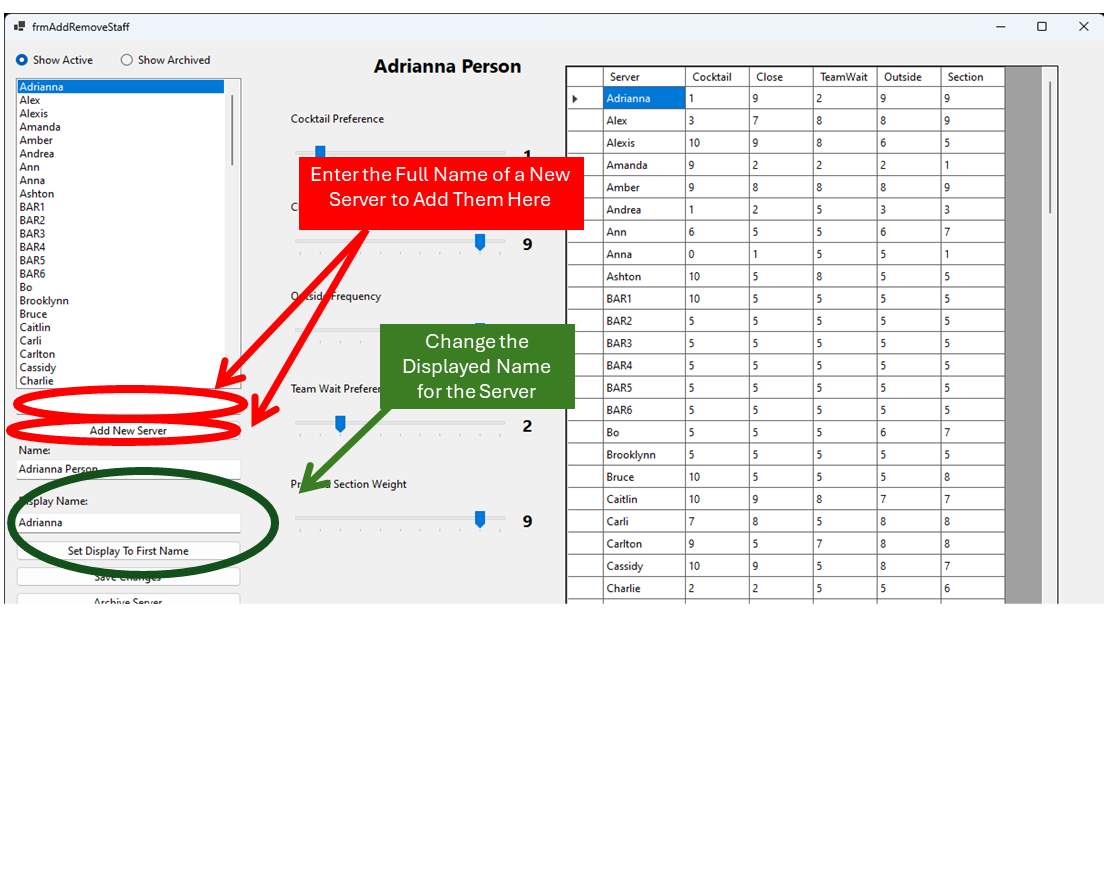 frmAddRemoveStaff
Show Active Show Archived
Adrianna
Alex
Alexis
Amanda
Amber
Andrea
Ann
Anna
Ashton
BAR1
BAR2
BAR3
BAR4
BAR5
BAR6
Bo
Brooklynn
Bruce
Caitlin
Carli
Carlton
Cassidy
Charlie
Add New Server
Name:
Adrianna Person
Display Name:
Adrianna
Set Display To First Name
Save Changes
Archive Server
Adrianna Person
Cocktail Preference
1
Enter the Full Name of a New
Server to Add Them Here
9
Outside Frequency
Change the
Displayed Name
for the Server
Team Wait
2
Section Weight
9
Server Cocktail Close TeamWait Outside Section
Adrianna 1 9 2 9 9
Alex 3 7 8 8 9
Alexis 10 9 8 6 5
Amanda 9 2 2 2 1
Amber 9 8 8 8 9
Andrea 1 2 5 3 3
Ann 6 5 5 6 7
Anna 0 1 5 5 1
Ashton 10 5 8 5 5
BAR1 10 5 5 5 5
BAR2 5 5 5 5 5
BAR3 5 5 5 5 5
BAR4 5 5 5 5 5
BAR5 5 5 5 5 5
BAR6 5 5 5 5 5
Bo 5 5 5 6 7
Brooklynn 5 5 5 5 5
Bruce 10 5 5 5 8
Caitlin 10 9 8 7 7
Carli 7 8 5 8 8
Carlton 9 5 7 8 8
Cassidy 10 9 5 8 7
Charlie 2 2 5 5 6